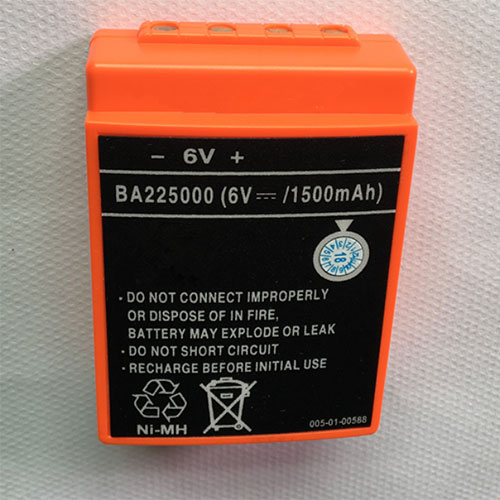 - 6V +
BA225000 (6V ⎓ /1500mAh)
18
· DO NOT CONNECT IMPROPERLY
OR DISPOSE OF IN FIRE,
BATTERY MAY EXPLODE OR LEAK
· DO NOT SHORT CIRCUIT
· RECHARGE BEFORE INITIAL USE
Ni-MH
005-01-00588